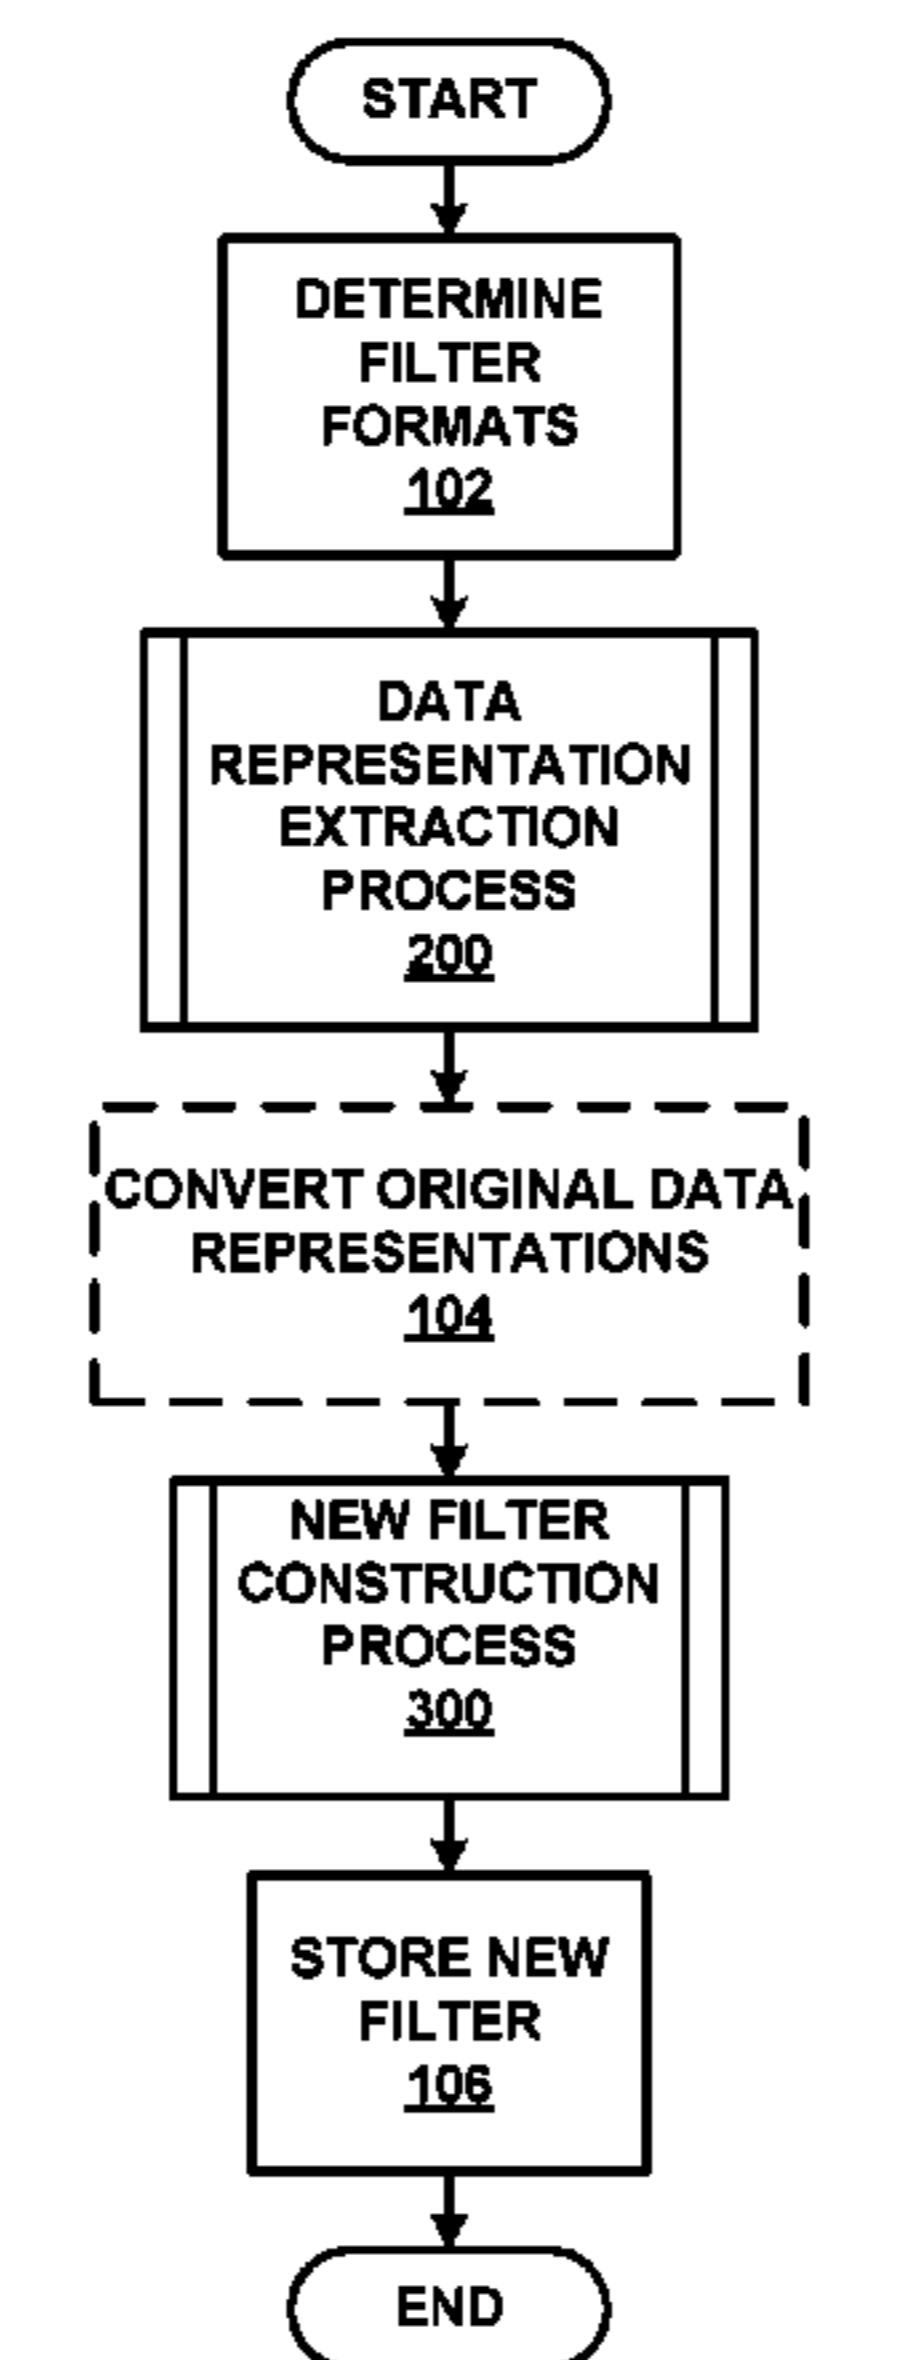 START
DETERMINE
FILTER
FORMATS
102
DATA
REPRESENTATION
EXTRACTION
PROCESS
200
CONVERT ORIGINAL DATA
REPRESENTATIONS
104
NEW FILTER
CONSTRUCTION
PROCESS
300
STORE NEW
FILTER
106
END